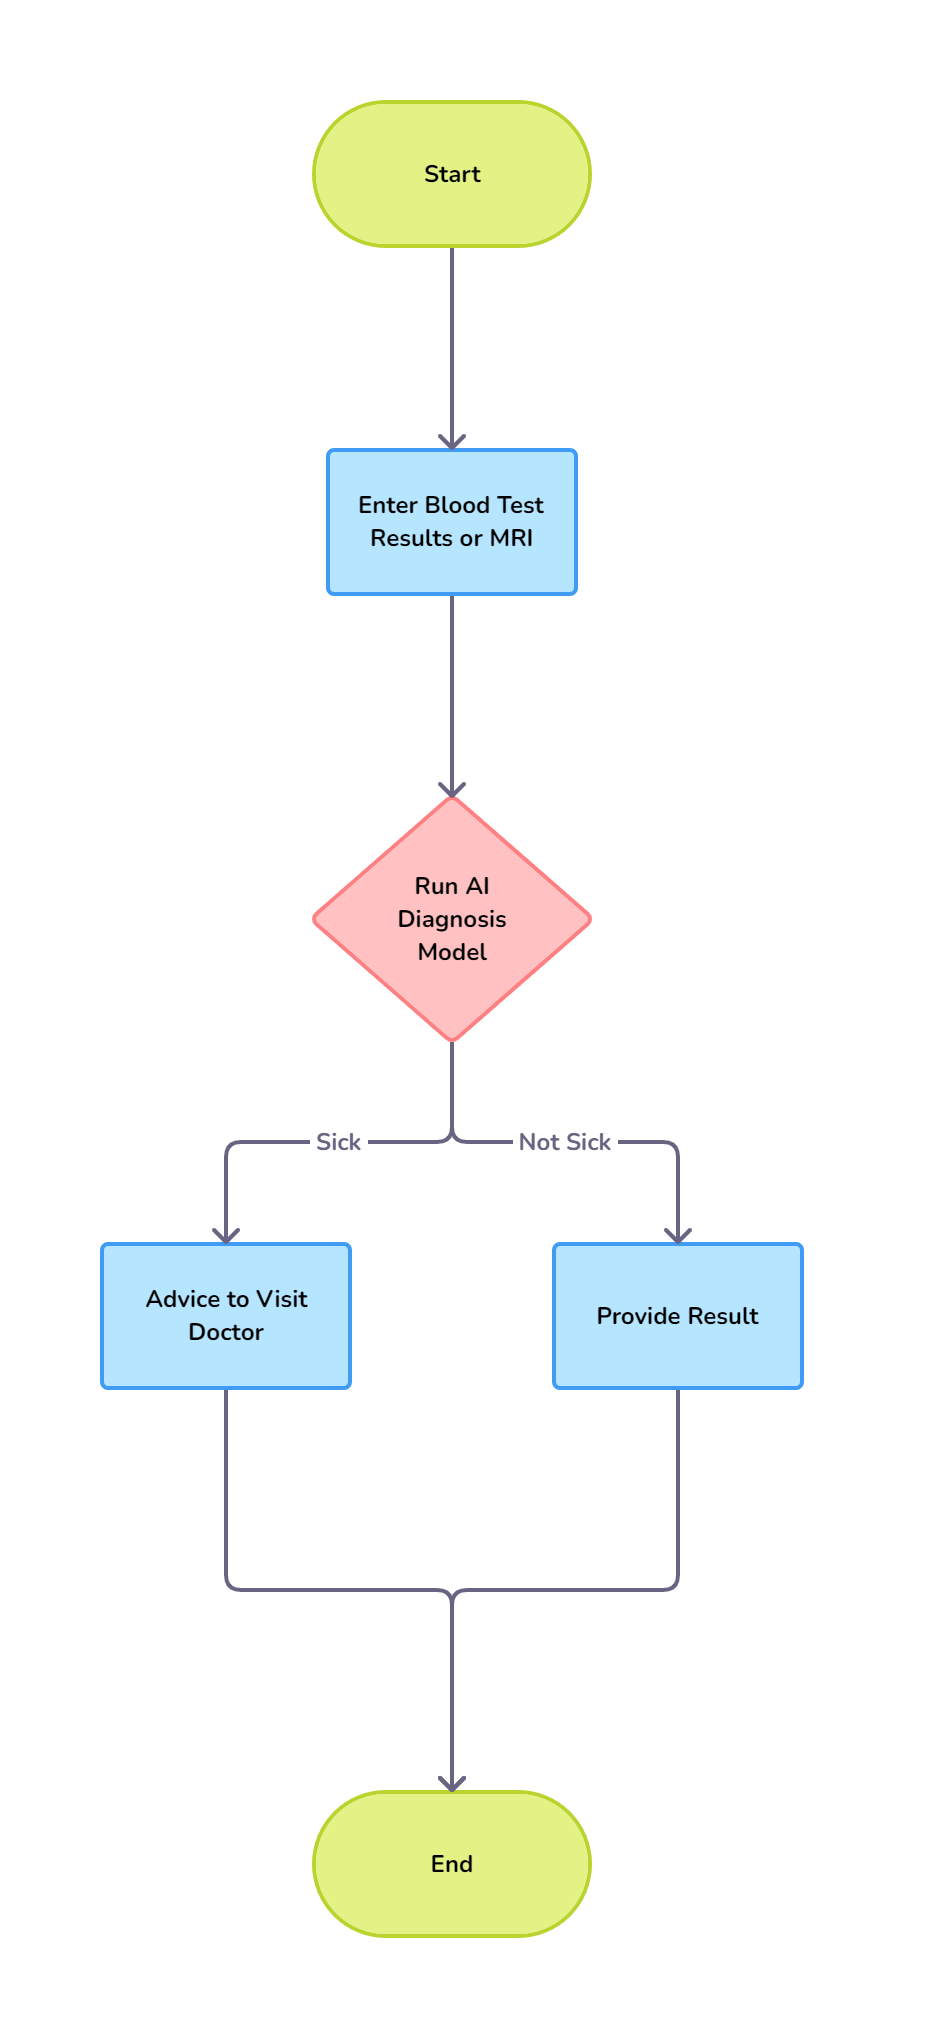 Start
Enter Blood Test
Results or MRI
Run AI
Diagnosis
Model
Sick
Not Sick
Advice to Visit
Doctor
Provide Result
End